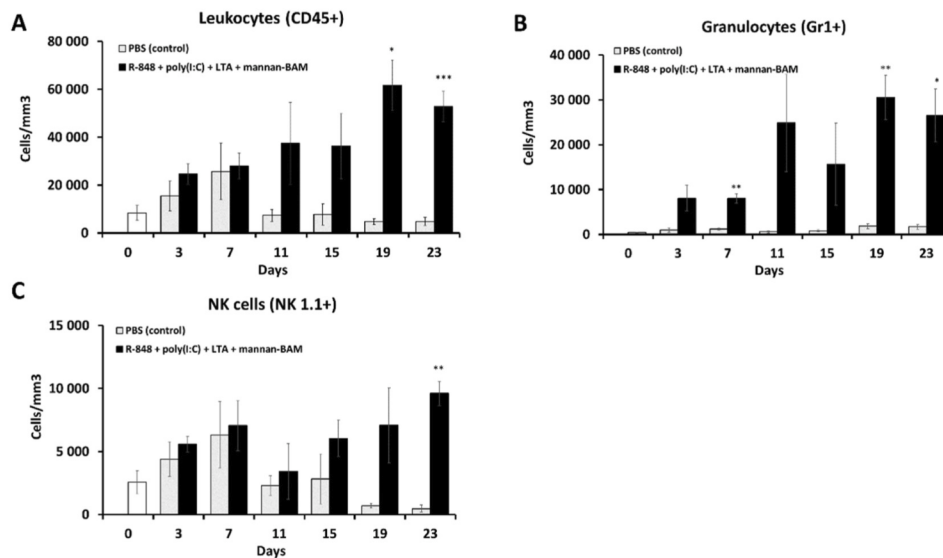 A
Leukocytes (CD45+)
80 000
60 000
40 000
20 000
0
Cells/mm3
PBS (control)
R-848 + poly(I:C) + LTA + mannan-BAM
*
***
0 3 7 11 15 19 23
Days
B
Granulocytes (Gr1+)
40 000
30 000
20 000
10 000
0
Cells/mm3
PBS (control)
R-848 + poly(I:C) + LTA + mannan-BAM
**
**
*
0 3 7 11 15 19 23
Days
C
NK cells (NK 1.1+)
15 000
10 000
5 000
0
Cells/mm3
PBS (control)
R-848 + poly(I:C) + LTA + mannan-BAM
**
0 3 7 11 15 19 23
Days